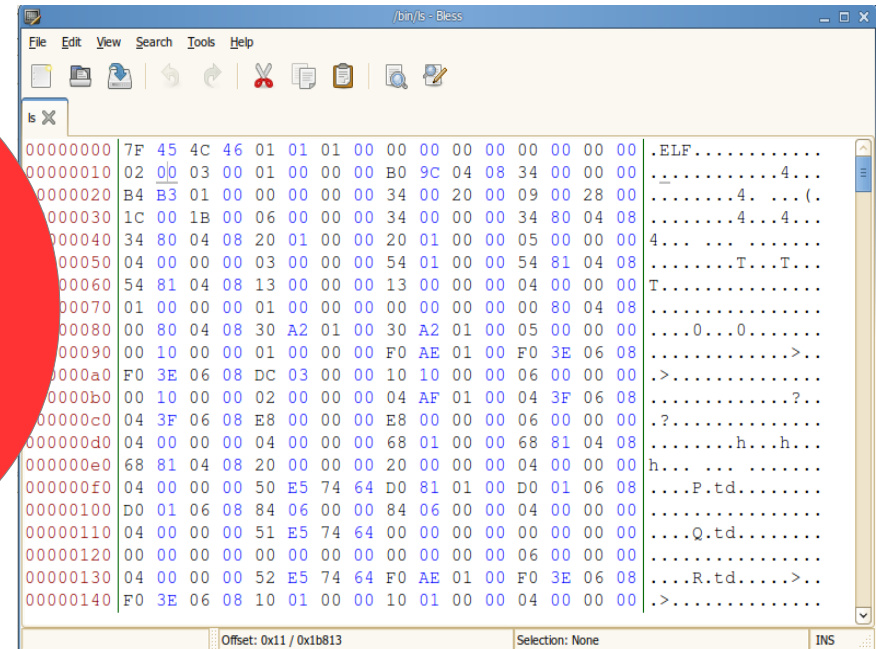 /bin/ls - Bless
File Edit View Search Tools Help
ls
00000000 7F 45 4C 46 01 01 01 00 00 00 00 00 00 00 00 00 .ELF............
00000010 02 00 03 00 01 00 00 00 B0 9C 04 08 34 00 00 00 ............4...
00000020 B4 B3 01 00 00 00 00 00 34 00 20 00 09 00 28 00 ........4. ...(.
00000030 1C 00 1B 00 06 00 00 00 34 00 00 00 34 80 04 08 ........4...4...
0000040 34 80 04 08 20 01 00 00 20 01 00 00 05 00 00 00 4... ... .......
000050 04 00 00 00 03 00 00 00 54 01 00 00 54 81 04 08 ........T...T...
00060 54 81 04 08 13 00 00 00 13 00 00 00 04 00 00 00 T...............
00070 01 00 00 00 01 00 00 00 00 00 00 00 00 80 04 08 ................
00080 00 80 04 08 30 A2 01 00 30 A2 01 00 05 00 00 00 ....0...0.......
00090 00 10 00 00 01 00 00 00 F0 AE 01 00 F0 3E 06 08 .............>..
0000a0 F0 3E 06 08 DC 03 00 00 10 10 00 00 06 00 00 00 .>..............
00000b0 00 10 00 00 02 00 00 00 04 AF 01 00 04 3F 06 08 .............?..
00000c0 04 3F 06 08 E8 00 00 00 E8 00 00 00 06 00 00 00 .?..............
000000d0 04 00 00 00 04 00 00 00 68 01 00 00 68 81 04 08 ........h...h...
000000e0 68 81 04 08 20 00 00 00 20 00 00 00 04 00 00 00 h... ... .......
000000f0 04 00 00 00 50 E5 74 64 D0 81 01 00 D0 01 06 08 ....P.td........
00000100 D0 01 06 08 84 06 00 00 84 06 00 00 04 00 00 00 ................
00000110 04 00 00 00 51 E5 74 64 00 00 00 00 00 00 00 00 ....Q.td........
00000120 00 00 00 00 00 00 00 00 00 00 00 00 06 00 00 00 ................
00000130 04 00 00 00 52 E5 74 64 F0 AE 01 00 F0 3E 06 08 ....R.td.....>..
00000140 F0 3E 06 08 10 01 00 00 10 01 00 00 04 00 00 00 .>..............
Offset: 0x11 / 0x1b813 Selection: None INS